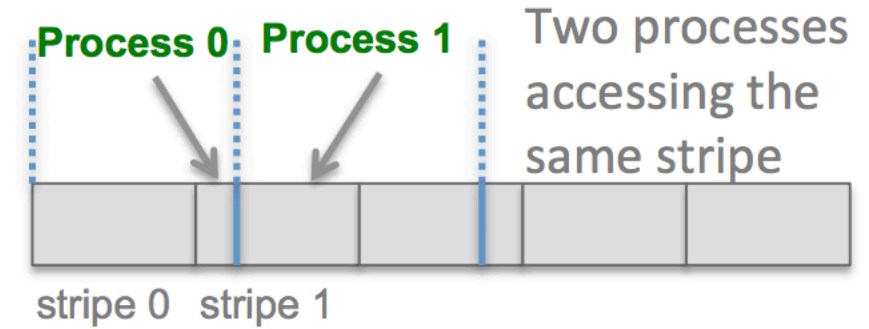 Process 0 Process 1
Two processes
accessing the
same stripe
stripe 0 stripe 1